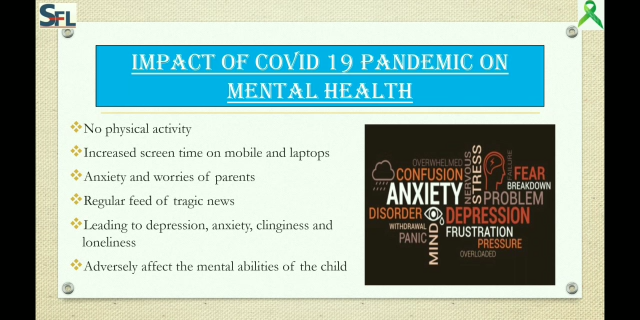 SFL
IMPACT OF COVID 19 PANDEMIC ON
MENTAL HEALTH
No physical activity
Increased screen time on mobile and laptops
Anxiety and worries of parents
Regular feed of tragic news
Leading to depression, anxiety, clinginess and
loneliness
Adversely affect the mental abilities of the child
OVERWHELMED
CONFUSION
ANXIETY
NERVOUS
STRESS
FAILURE
FEAR
BREAKDOWN
PROBLEM
DISORDER
DEPRESSION
WITHDRAWAL
PANIC
MIND
FRUSTRATION
PRESSURE
OVERLOADED